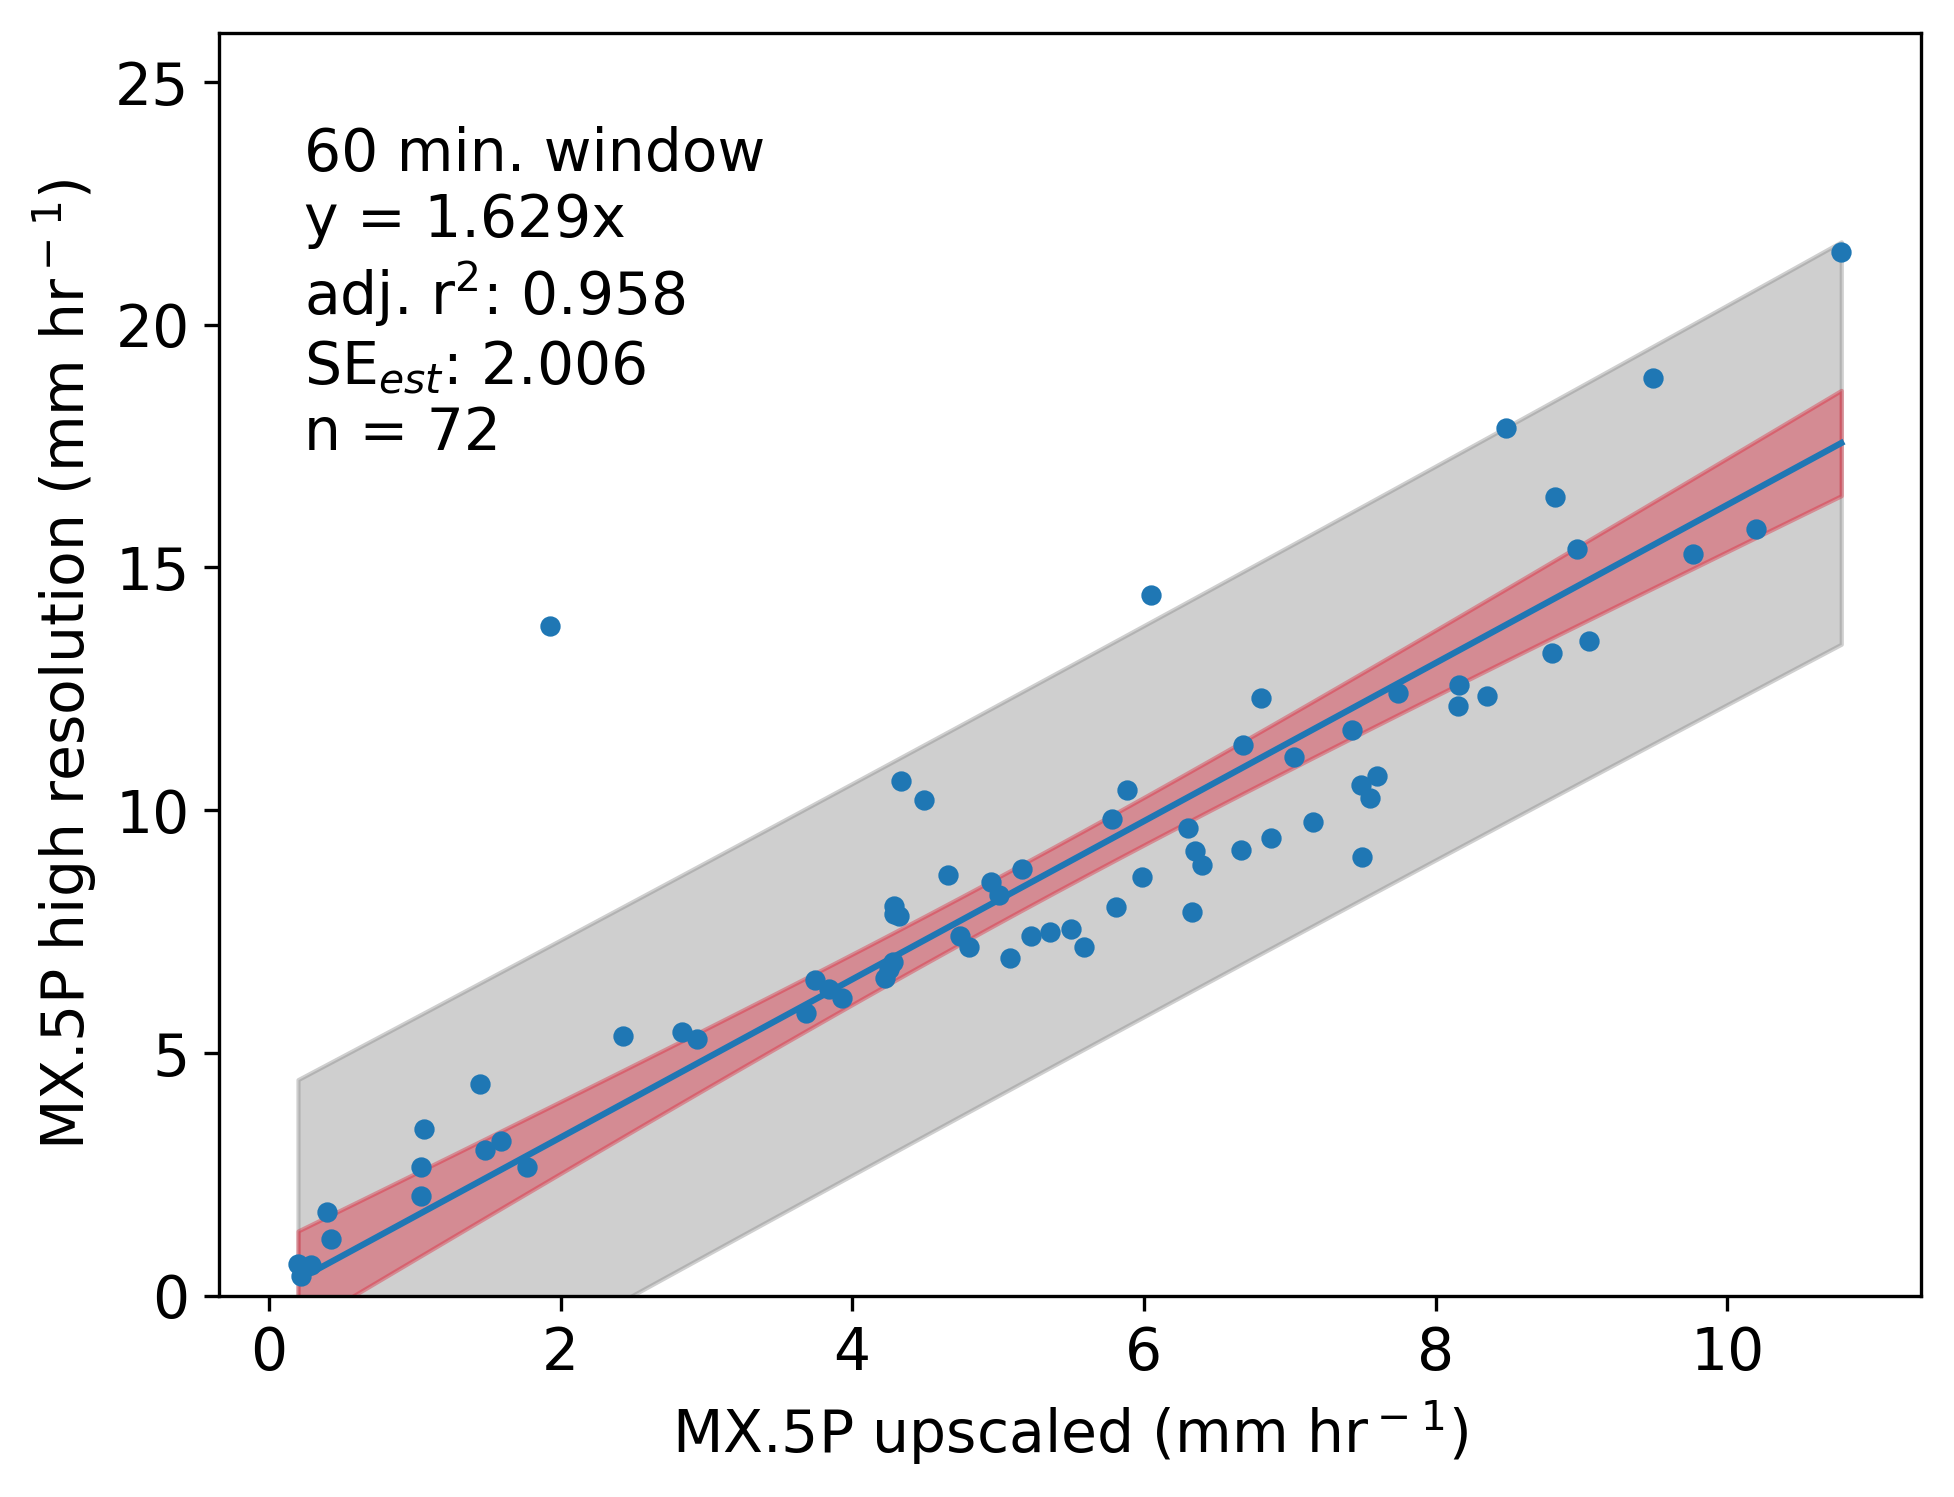 25
20
15
10
5
0
MX.5P high resolution (mm hr⁻¹)
60 min. window
y = 1.629x
adj. r²: 0.958
SEest: 2.006
n = 72
0 2 4 6 8 10
MX.5P upscaled (mm hr⁻¹)